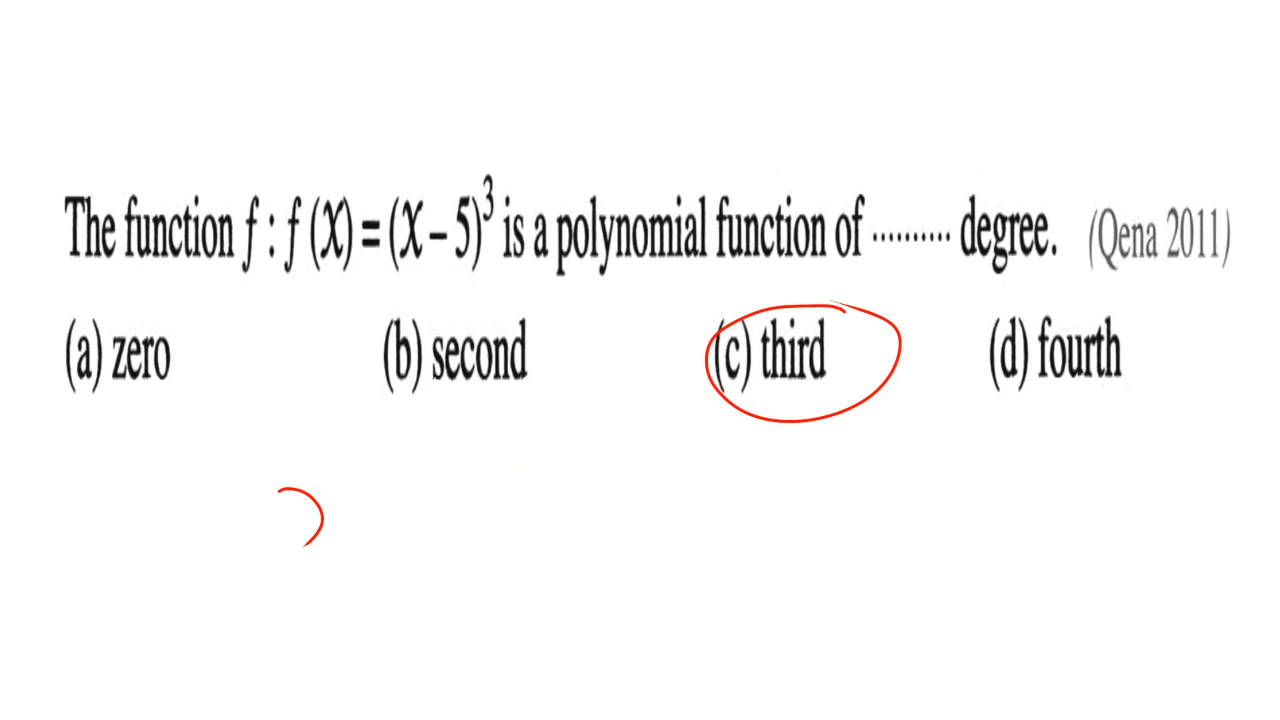 The function f : f (X) = (X – 5)³ is a polynomial function of .......... degree. (Qena 2011)
(a) zero (b) second (c) third (d) fourth